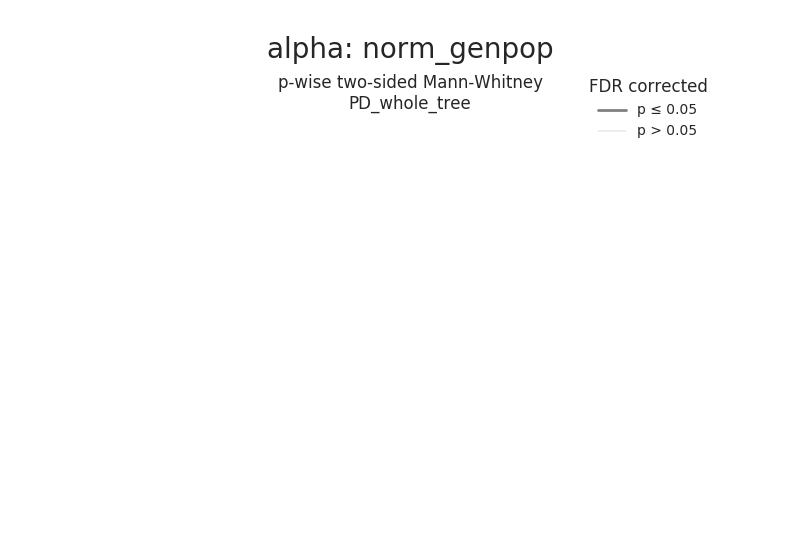 alpha: norm_genpop
p-wise two-sided Mann-Whitney
PD_whole_tree
FDR corrected
p ≤ 0.05
p > 0.05